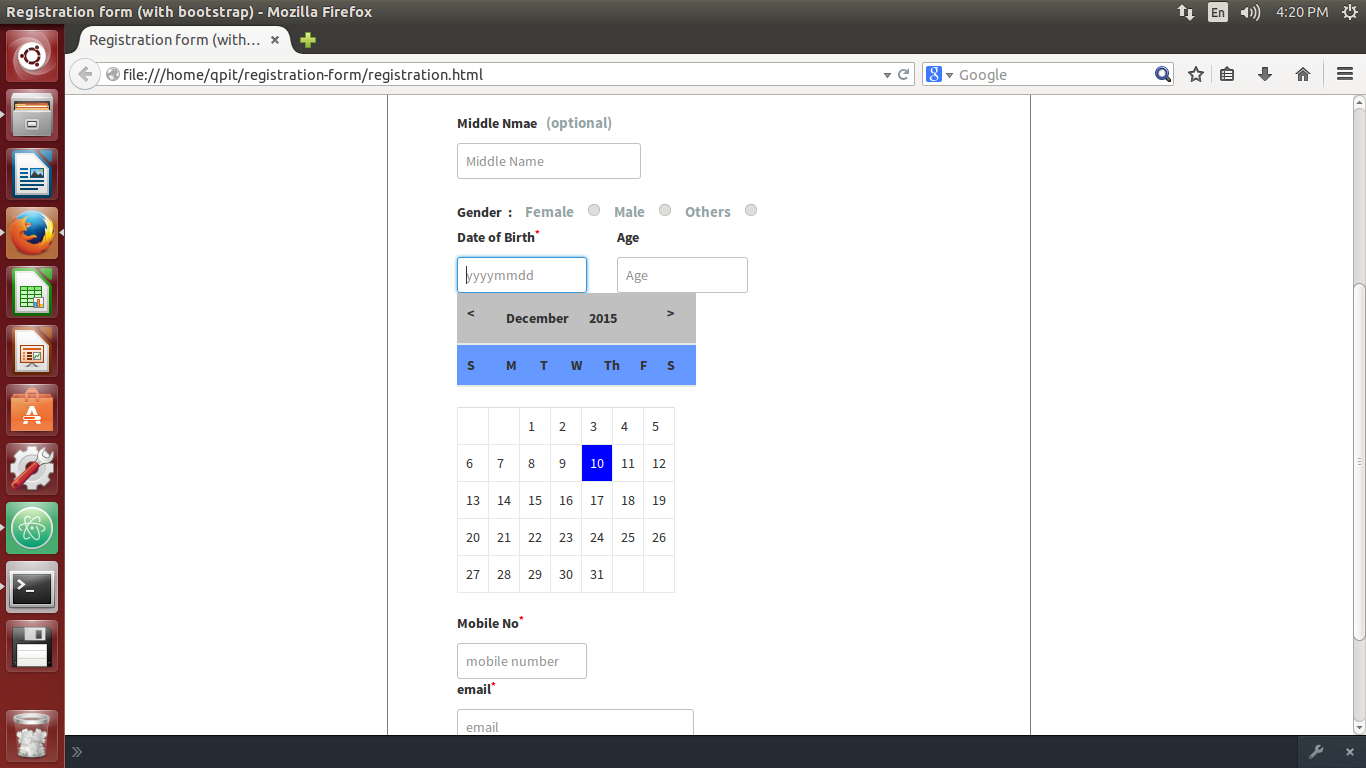 Registration form (with bootstrap) - Mozilla Firefox En 4:20 PM
Registration form (with...
file:///home/qpit/registration-form/registration.html Google
Middle Nmae (optional)
Middle Name
Gender : Female Male Others
Date of Birth* Age
yyyymmdd Age
< December 2015 >
S M T W Th F S
1 2 3 4 5
6 7 8 9 10 11 12
13 14 15 16 17 18 19
20 21 22 23 24 25 26
27 28 29 30 31
Mobile No*
mobile number
email*
email